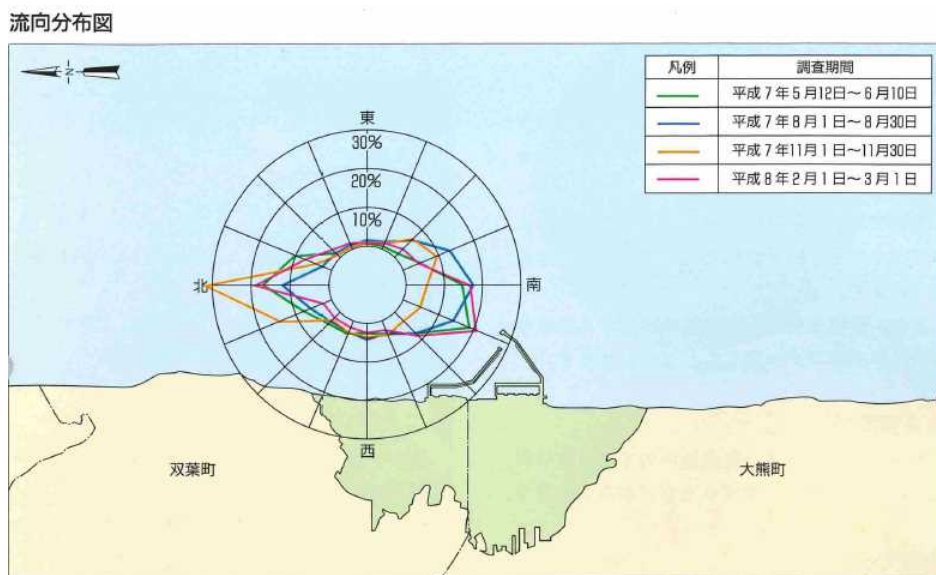 流向分布図
N
凡例 調査期間
平成7年5月12日～6月10日
平成7年8月1日～8月30日
平成7年11月1日～11月30日
平成8年2月1日～3月1日
東
30%
20%
10%
北
南
西
双葉町
大熊町